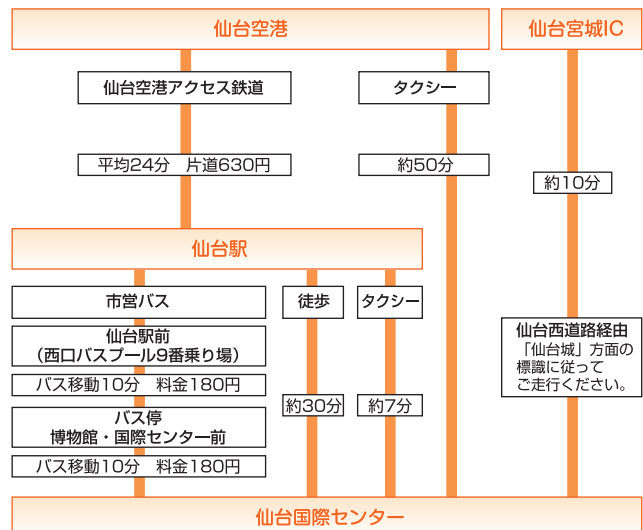 仙台空港
仙台宮城IC
仙台空港アクセス鉄道
タクシー
平均24分　片道630円
約50分
約10分
仙台駅
市営バス
徒歩
タクシー
仙台駅前
（西口バスプール9番乗り場）
バス移動10分　料金180円
約30分
約7分
仙台西道路経由
「仙台城」方面の
標識に従って
ご走行ください。
バス停
博物館・国際センター前
バス移動10分　料金180円
仙台国際センター